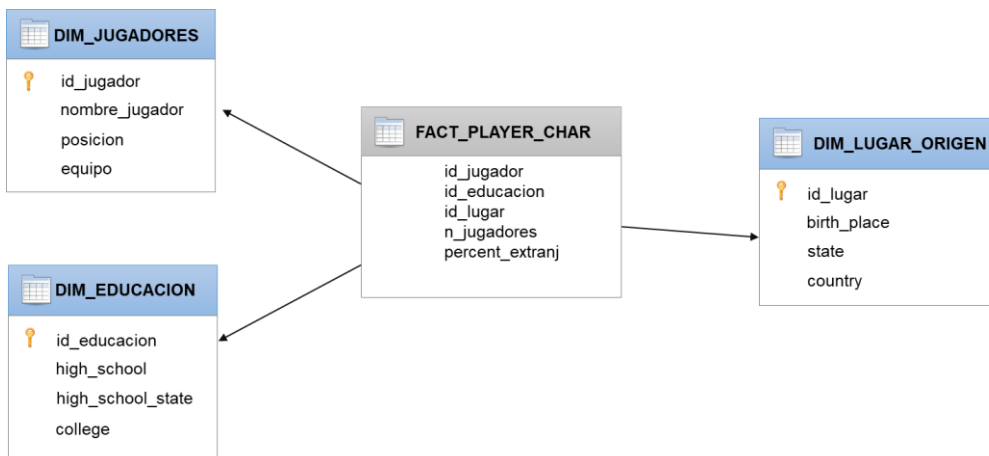 DIM_JUGADORES
id_jugador
nombre_jugador
posicion
equipo
FACT_PLAYER_CHAR
id_jugador
id_educacion
id_lugar
n_jugadores
percent_extranj
DIM_LUGAR_ORIGEN
id_lugar
birth_place
state
country
DIM_EDUCACION
id_educacion
high_school
high_school_state
college